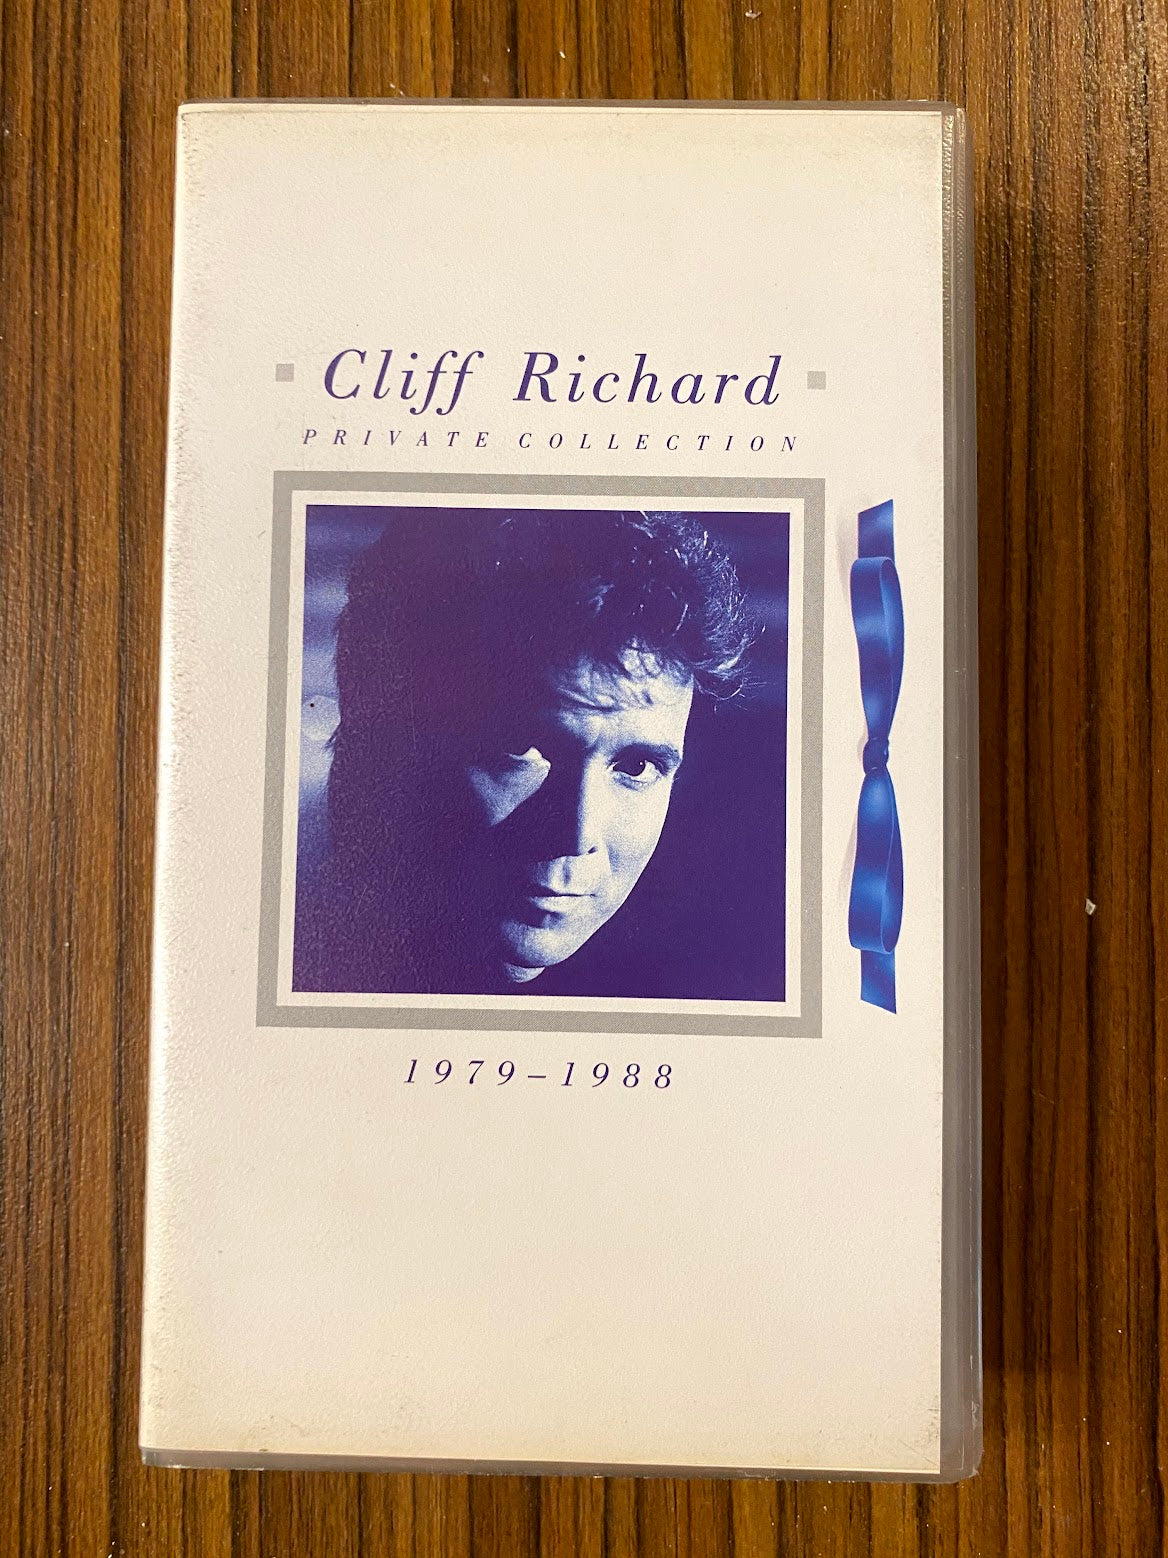 Cliff Richard
PRIVATE COLLECTION
1979–1988